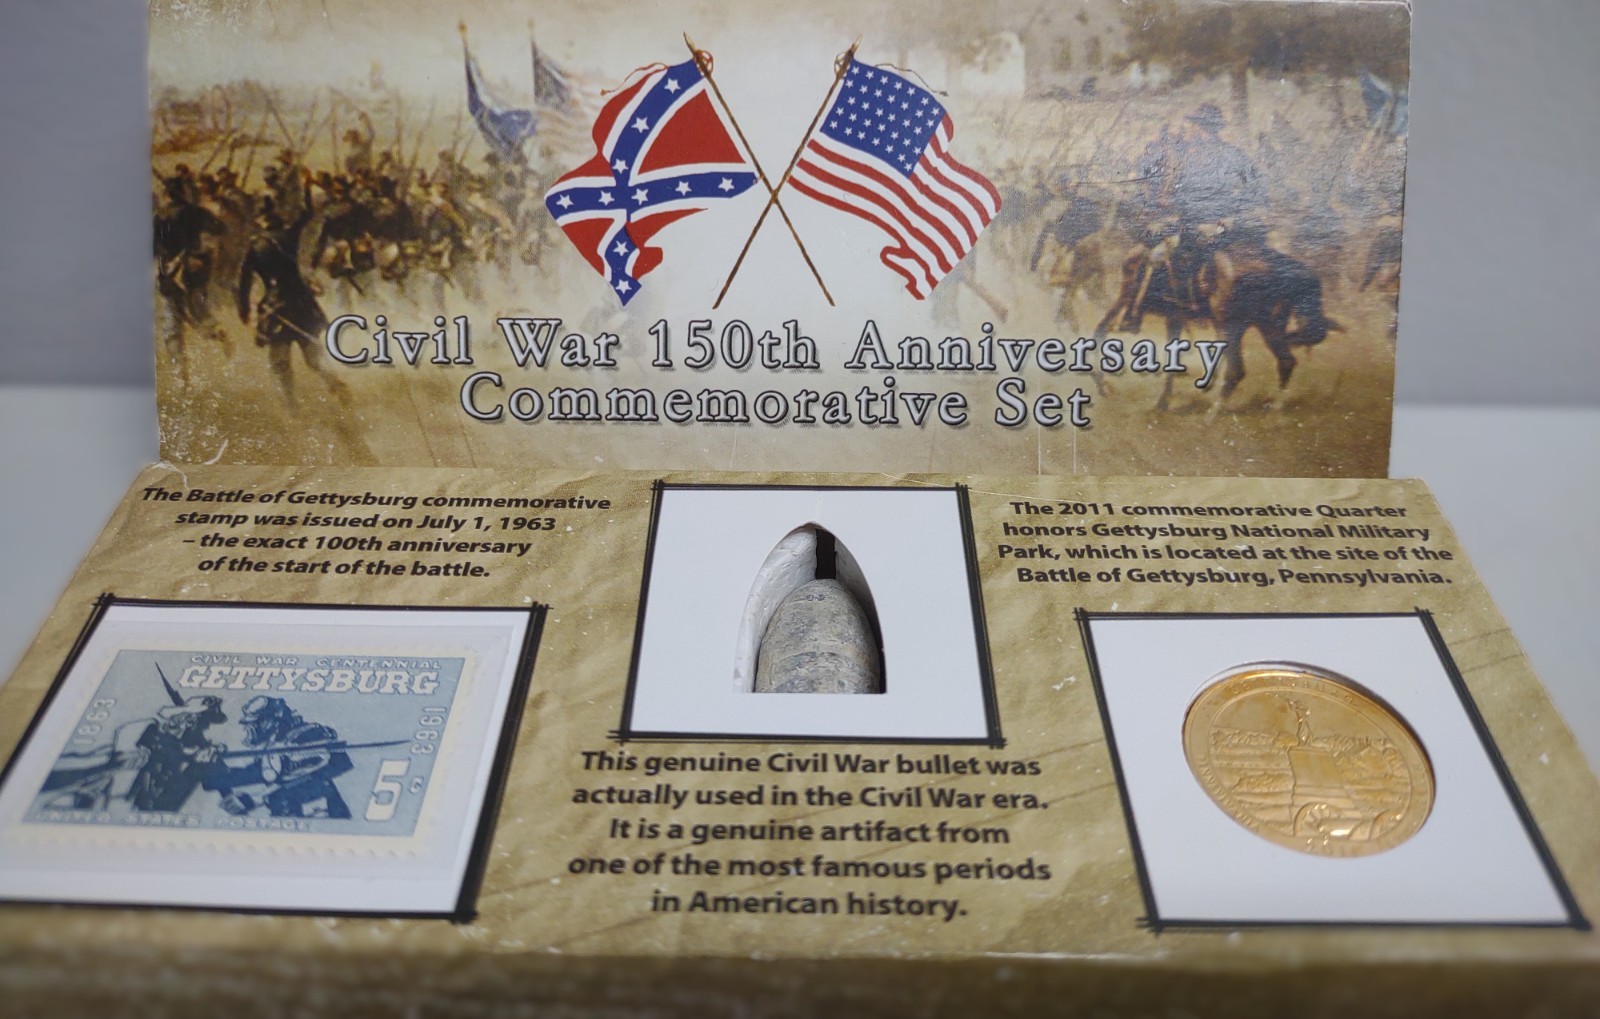 Civil War 150th Anniversary
Commemorative Set
The Battle of Gettysburg commemorative
stamp was issued on July 1, 1963
– the exact 100th anniversary
of the start of the battle.
CIVIL WAR CENTENNIAL
GETTYSBURG
1863
1963
5c
UNITED STATES POSTAGE
This genuine Civil War bullet was
actually used in the Civil War era.
It is a genuine artifact from
one of the most famous periods
in American history.
The 2011 commemorative Quarter
honors Gettysburg National Military
Park, which is located at the site of the
Battle of Gettysburg, Pennsylvania.